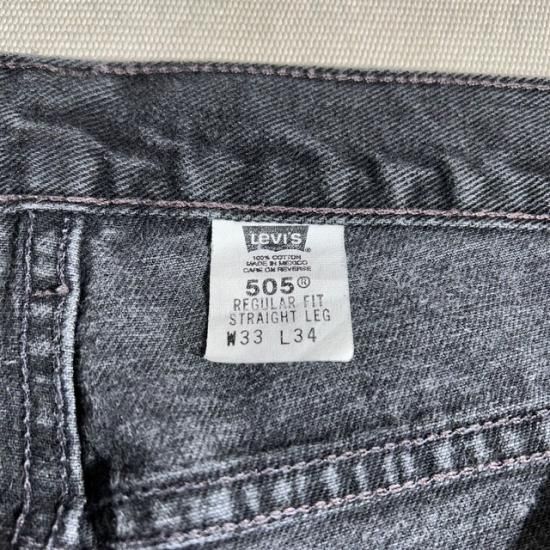 Levi's
100% COTTON
MADE IN MEXICO
CARE ON REVERSE
505®
REGULAR FIT
STRAIGHT LEG
W33 L34